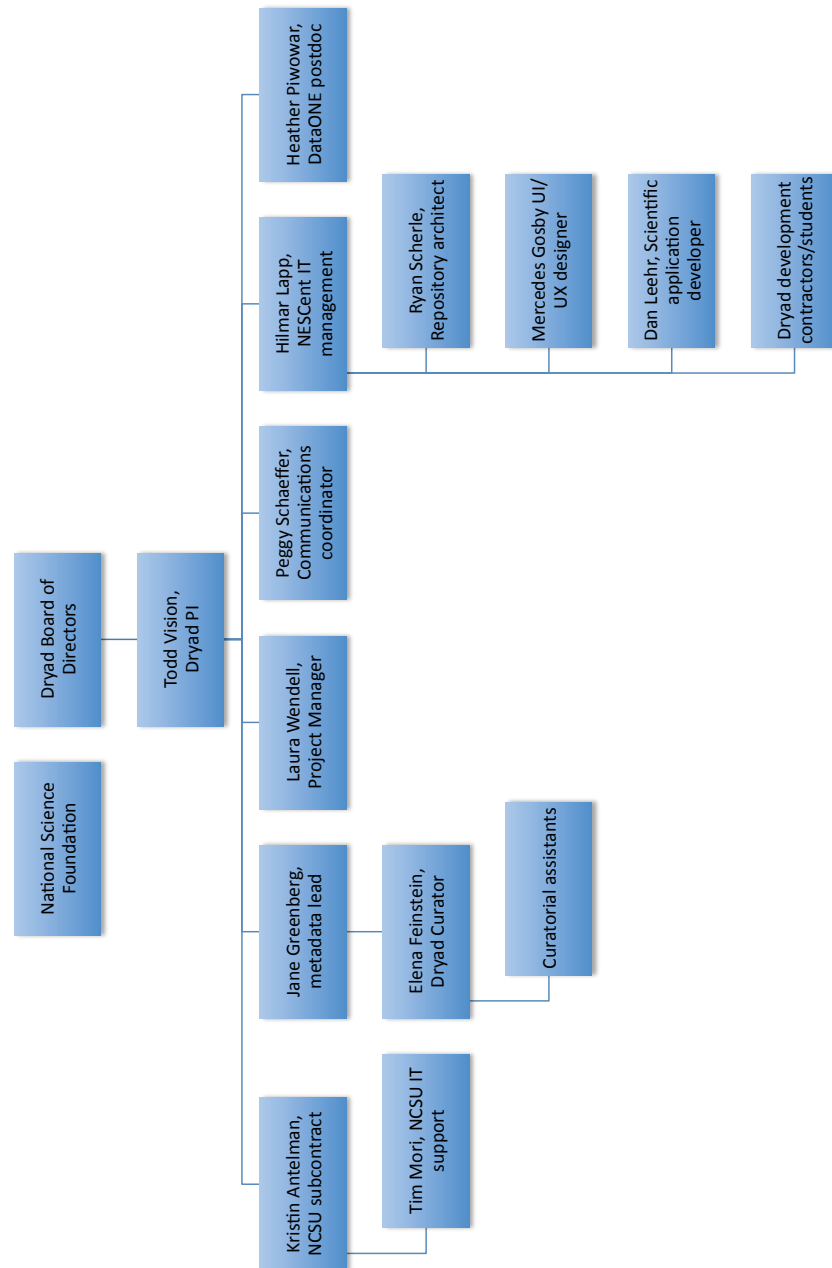 National Science
Foundation
Dryad Board of
Directors
Todd Vision,
Dryad PI
Kristin Antelman,
NCSU subcontract
Jane Greenberg,
metadata lead
Laura Wendell,
Project Manager
Peggy Schaeffer,
Communications
coordinator
Hilmar Lapp,
NESCent IT
management
Heather Piwowar,
DataONE postdoc
Tim Mori, NCSU IT
support
Elena Feinstein,
Dryad Curator
Curatorial assistants
Ryan Scherle,
Repository architect
Mercedes Gosby UI/
UX designer
Dan Leehr, Scientific
application
developer
Dryad development
contractors/students